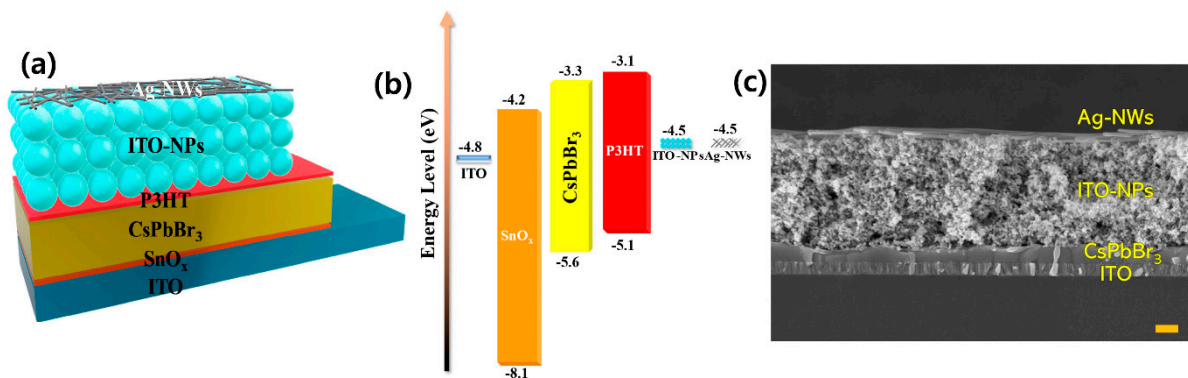 (a)
Ag-NWs
ITO-NPs
P3HT
CsPbBr₃
SnOₓ
ITO
(b)
Energy Level (eV)
-4.8
ITO
-4.2
SnOₓ
-8.1
-3.3
CsPbBr₃
-5.6
-3.1
P3HT
-5.1
-4.5
ITO-NPs
-4.5
Ag-NWs
(c)
Ag-NWs
ITO-NPs
CsPbBr₃
ITO